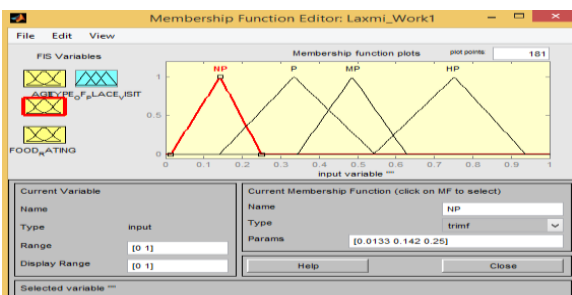 Membership Function Editor: Laxmi_Work1
File Edit View
FIS Variables
Membership function plots
plot points:
181
AGE
TYPE_OF_PLACE_VISIT
FOOD_RATING
NP P MP HP
1
0.5
0
0 0.1 0.2 0.3 0.4 0.5 0.6 0.7 0.8 0.9 1
input variable ""
Current Variable
Name
Type input
Range [0 1]
Display Range [0 1]
Current Membership Function (click on MF to select)
Name NP
Type trimf
Params [0.0133 0.142 0.25]
Help Close
Selected variable ""